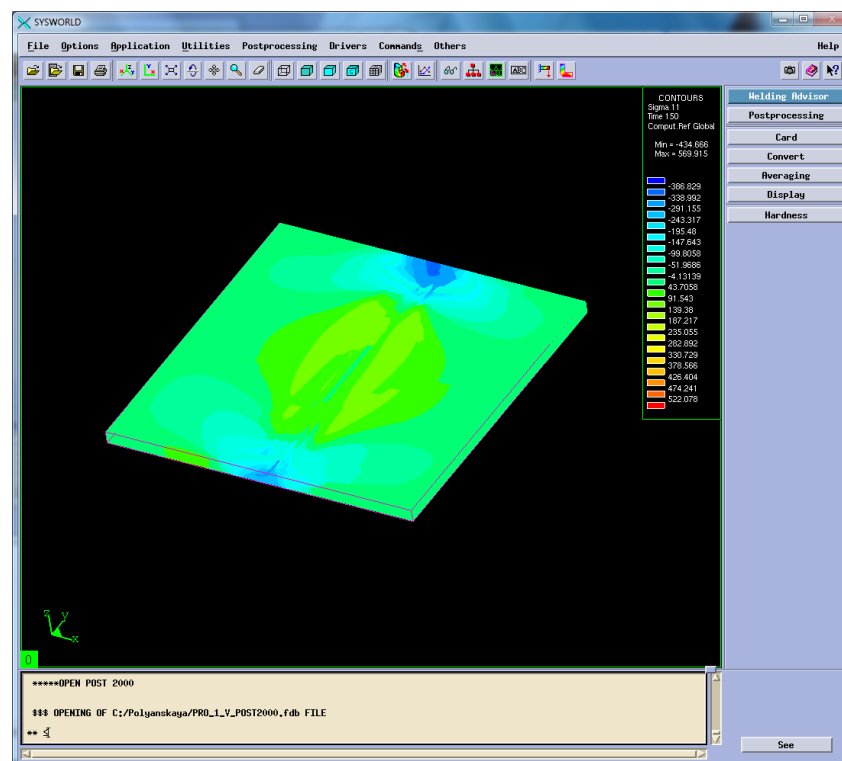 SYSWORLD
File Options Application Utilities Postprocessing Drivers Commands Others Help
ABC
CONTOURS
Sigma 11
Time 150
Comput.Ref Global
Min = -434.666
Max = 569.915
-386.829
-338.992
-291.155
-243.317
-195.48
-147.643
-99.8058
-51.9686
-4.13139
43.7058
91.543
139.38
187.217
235.055
282.892
330.729
378.566
426.404
474.241
522.078
Welding Advisor
Postprocessing
Card
Convert
Averaging
Display
Hardness
z y
x
0
*****OPEN POST 2000
$$$ OPENING OF C:/Polyanskaya/PRO_1_V_POST2000.fdb FILE
** S
See